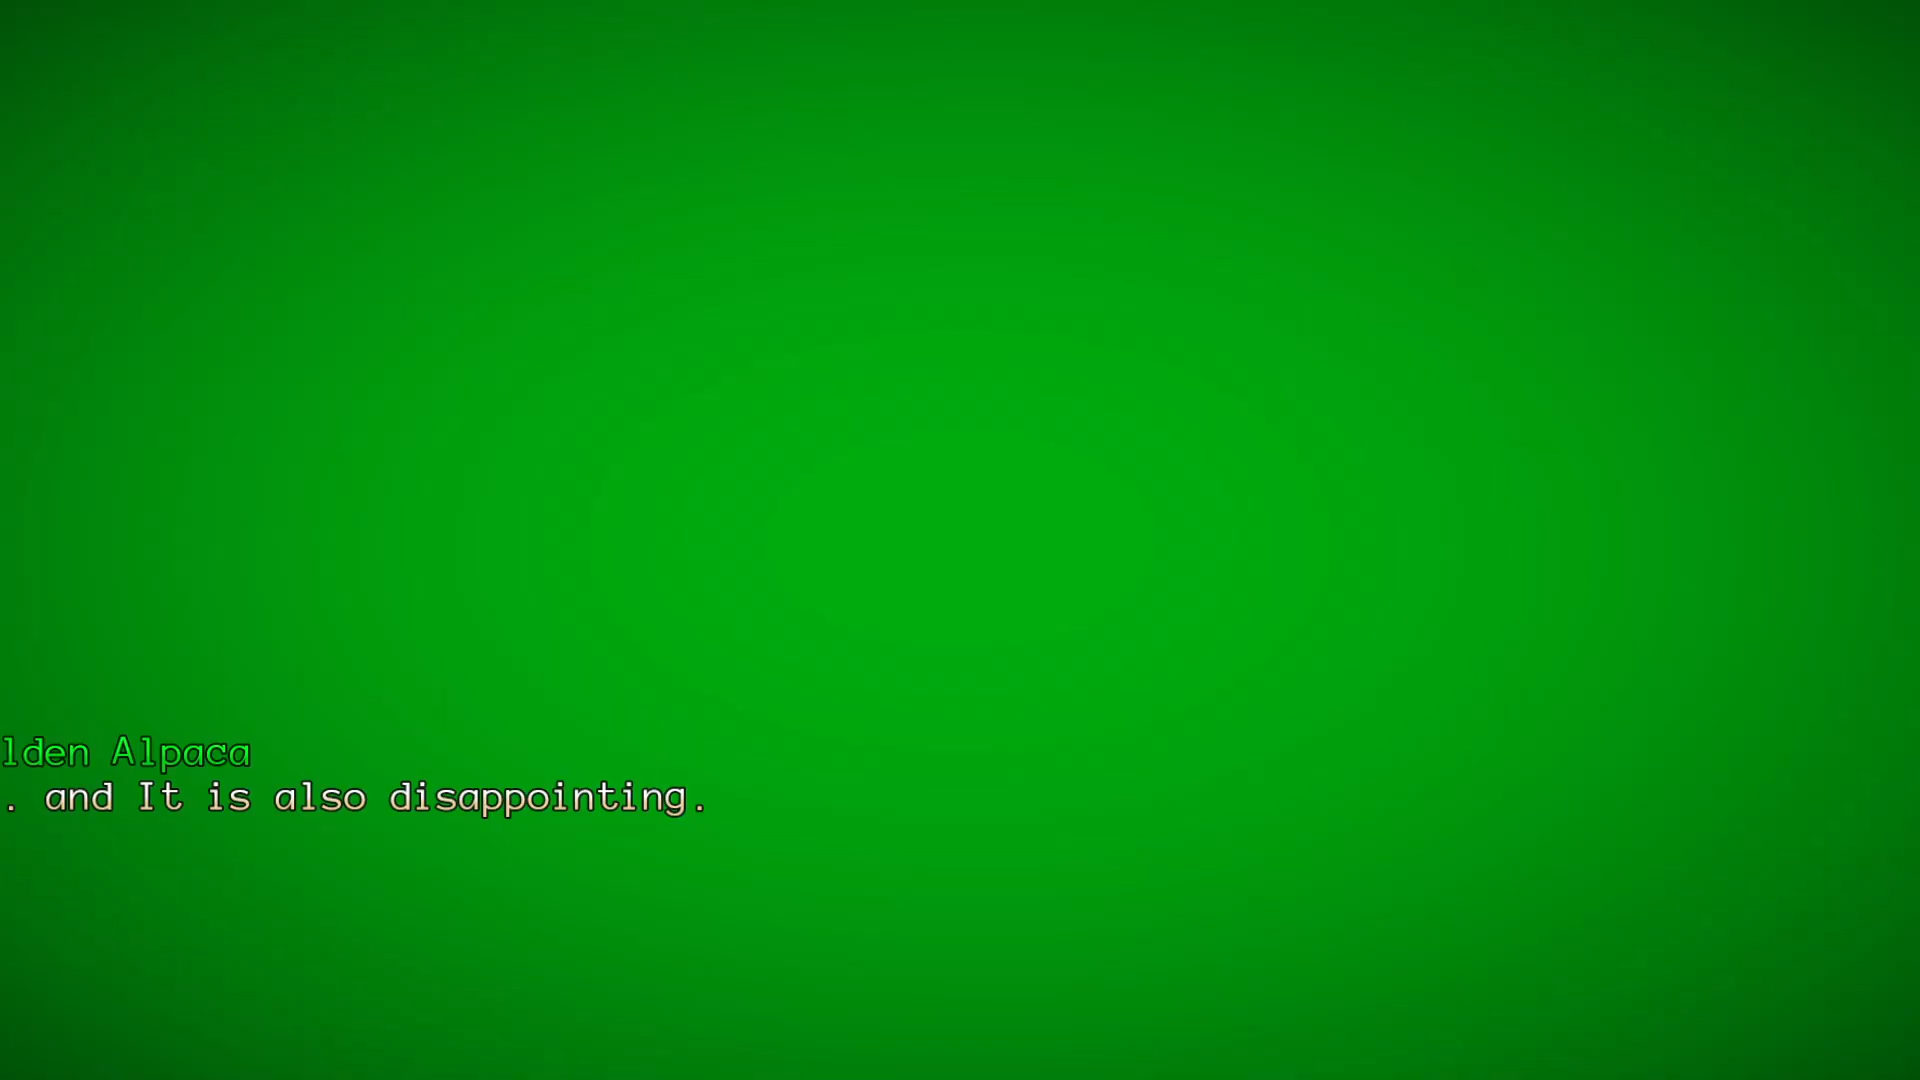 lden Alpaca
. and It is also disappointing.